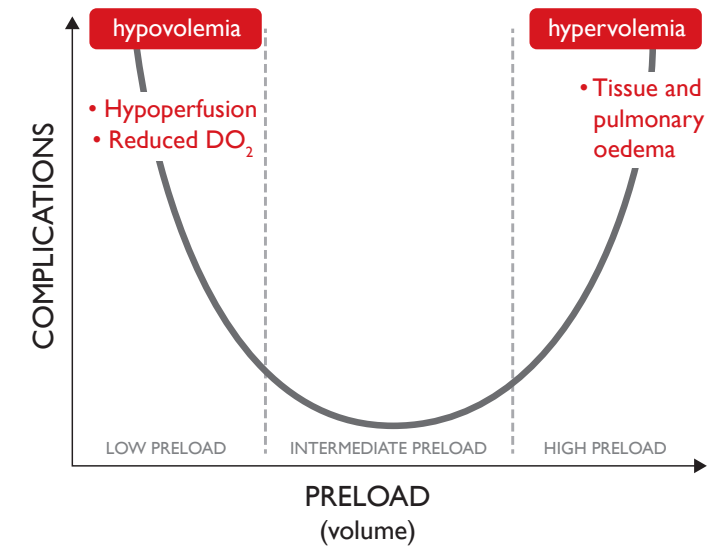 hypovolemia
hypervolemia
• Hypoperfusion
• Reduced DO₂
• Tissue and
pulmonary
oedema
COMPLICATIONS
LOW PRELOAD
INTERMEDIATE PRELOAD
HIGH PRELOAD
PRELOAD
(volume)